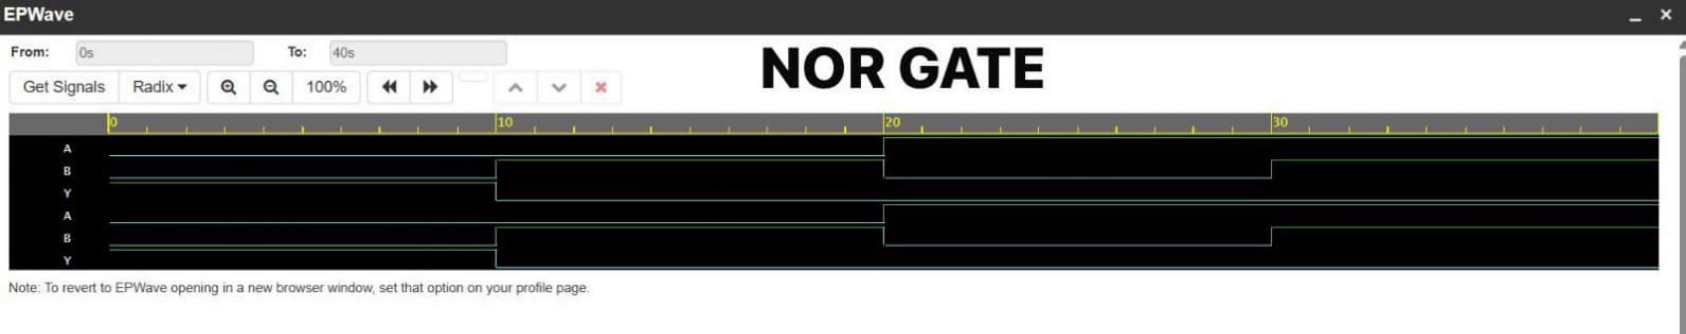 EPWave
From: 0s To: 40s
NOR GATE
Get Signals Radix 100%
0 10 20 30
A
B
Y
A
B
Y
Note: To revert to EPWave opening in a new browser window, set that option on your profile page.